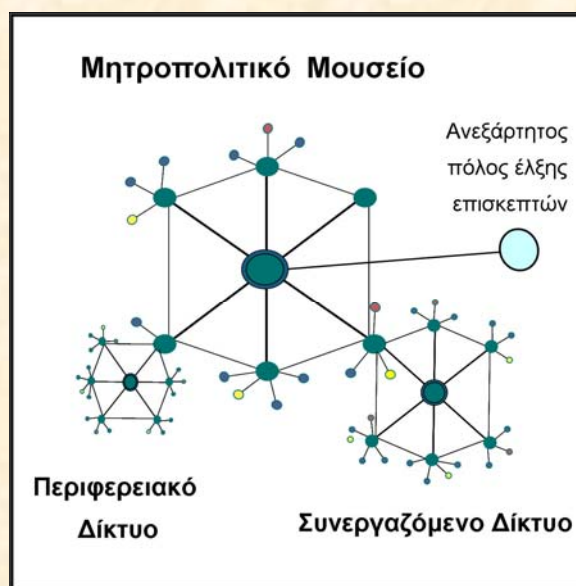 Μητροπολιτικό Μουσείο
Ανεξάρτητος
πόλος έλξης
επισκεπτών
Περιφερειακό
Δίκτυο
Συνεργαζόμενο Δίκτυο